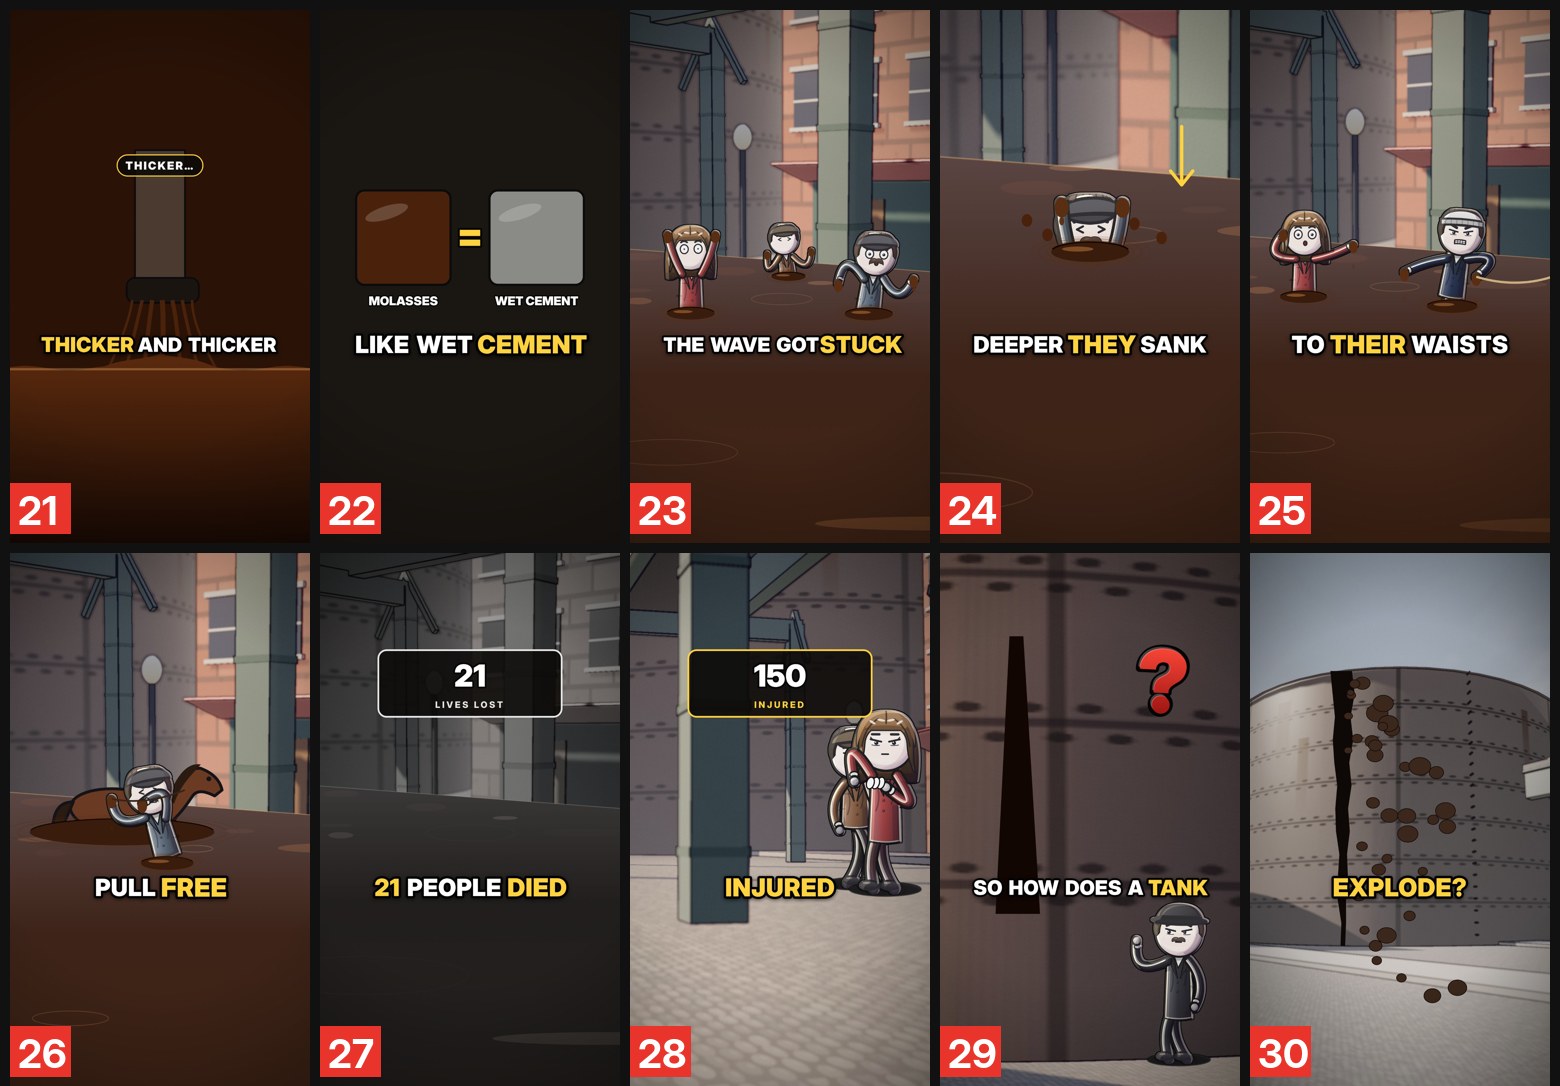 THICKER...
THICKER AND THICKER
21
MOLASSES
WET CEMENT
LIKE WET CEMENT
22
THE WAVE GOT STUCK
23
DEEPER THEY SANK
24
TO THEIR WAISTS
25
PULL FREE
26
21
LIVES LOST
21 PEOPLE DIED
27
150
INJURED
INJURED
28
?
SO HOW DOES A TANK
29
EXPLODE?
30